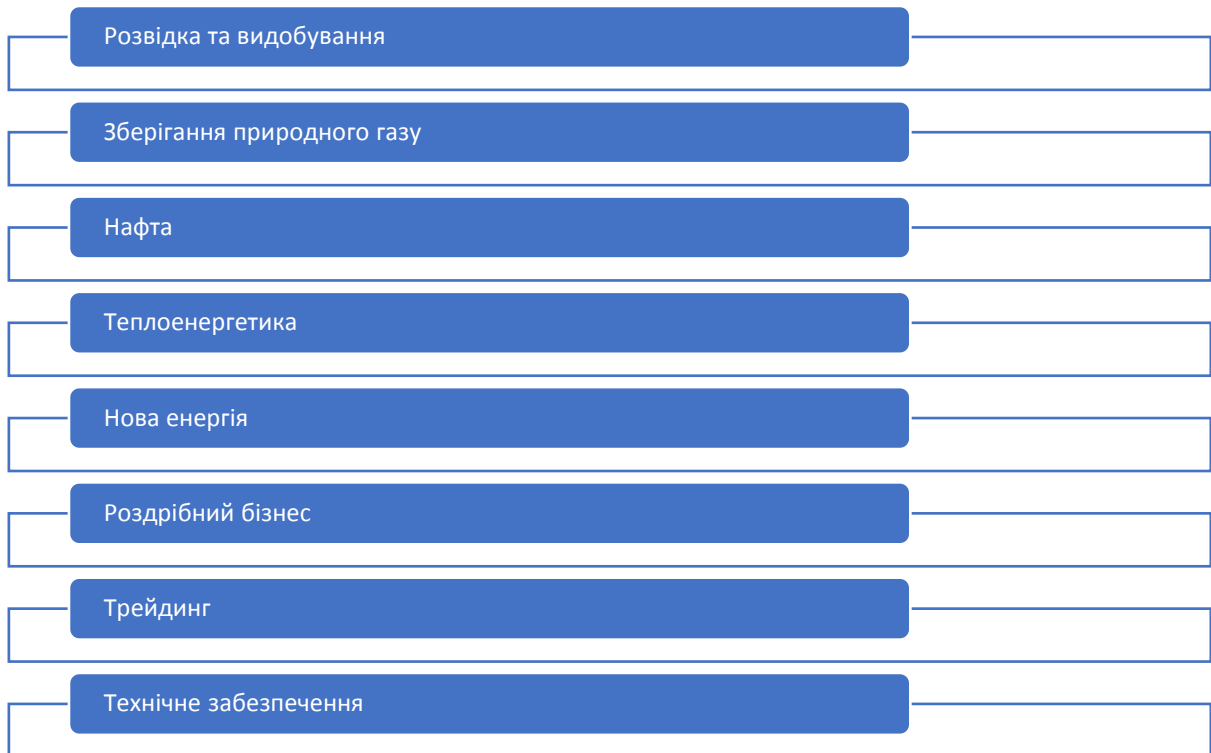 Розвідка та видобування
Зберігання природного газу
Нафта
Теплоенергетика
Нова енергія
Роздрібний бізнес
Трейдинг
Технічне забезпечення